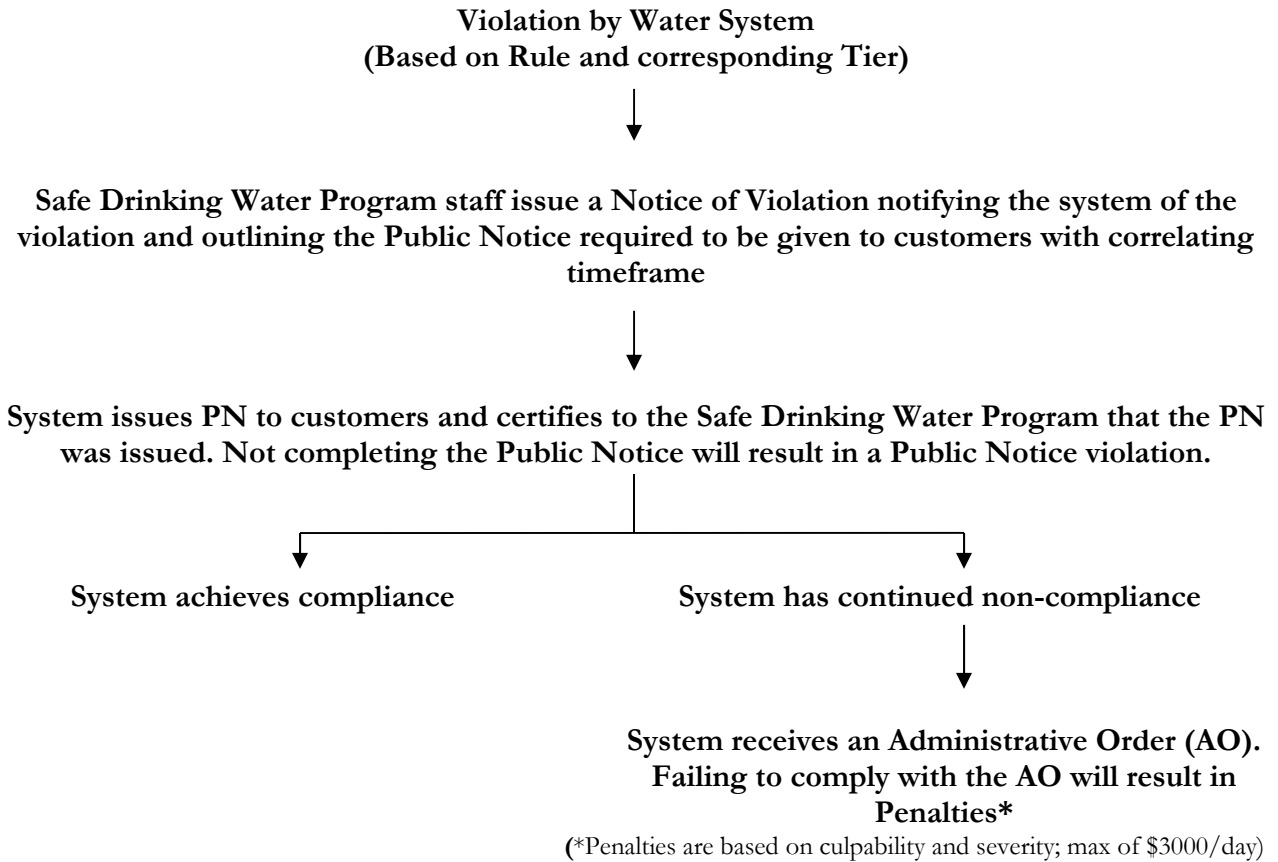 Violation by Water System
(Based on Rule and corresponding Tier)
Safe Drinking Water Program staff issue a Notice of Violation notifying the system of the
violation and outlining the Public Notice required to be given to customers with correlating
timeframe
System issues PN to customers and certifies to the Safe Drinking Water Program that the PN
was issued. Not completing the Public Notice will result in a Public Notice violation.
System achieves compliance
System has continued non-compliance
System receives an Administrative Order (AO).
Failing to comply with the AO will result in
Penalties*
(*Penalties are based on culpability and severity; max of $3000/day)